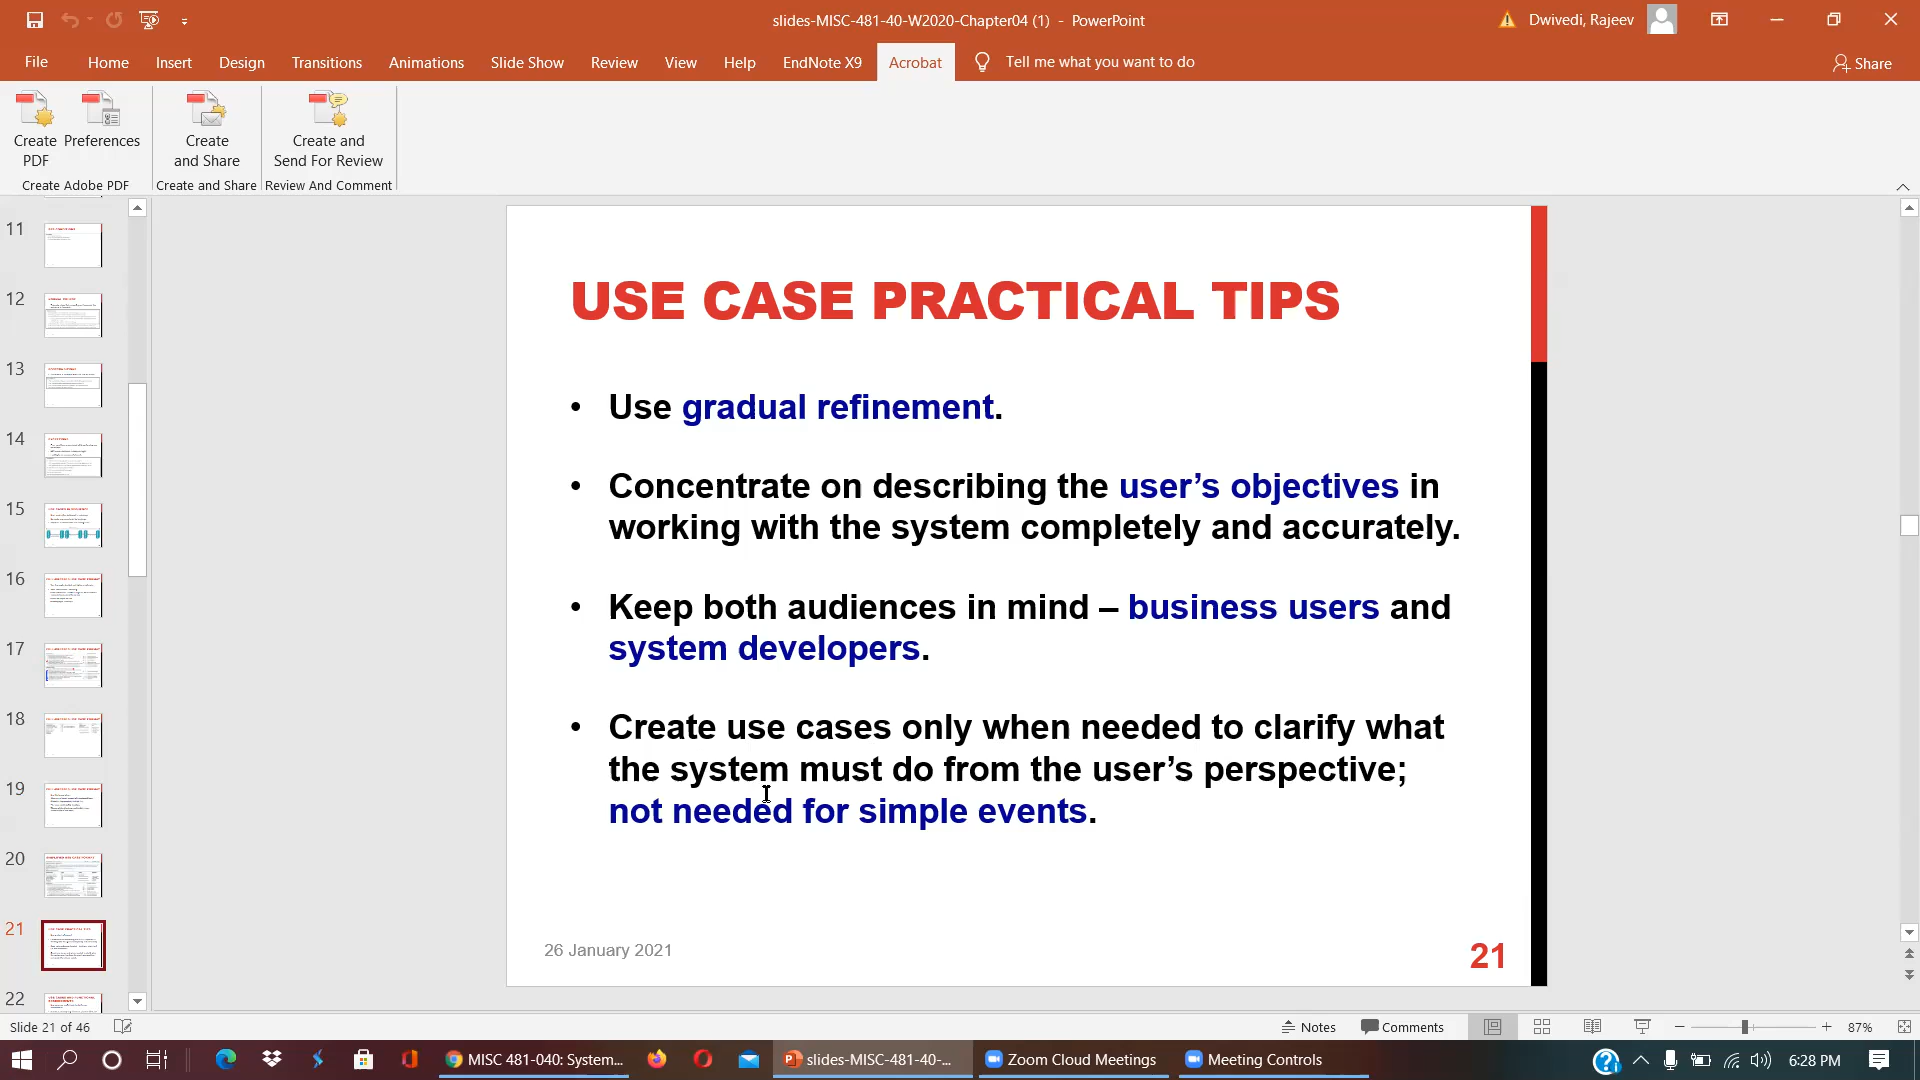 slides-MISC-481-40-W2020-Chapter04 (1) - PowerPoint
Dwivedi, Rajeev
File Home Insert Design Transitions Animations Slide Show Review View Help EndNote X9 Acrobat Tell me what you want to do Share
Create PDF
Preferences
Create and Share
Create and Send For Review
Create Adobe PDF
Create and Share
Review And Comment
11
12
13
14
15
16
17
18
19
20
21
22
USE CASE PRACTICAL TIPS
• Use gradual refinement.
• Concentrate on describing the user’s objectives in
working with the system completely and accurately.
• Keep both audiences in mind – business users and
system developers.
• Create use cases only when needed to clarify what
the system must do from the user’s perspective;
not needed for simple events.
26 January 2021
21
Slide 21 of 46
Notes
Comments
87%
MISC 481-040: System...
slides-MISC-481-40-...
Zoom Cloud Meetings
Meeting Controls
6:28 PM